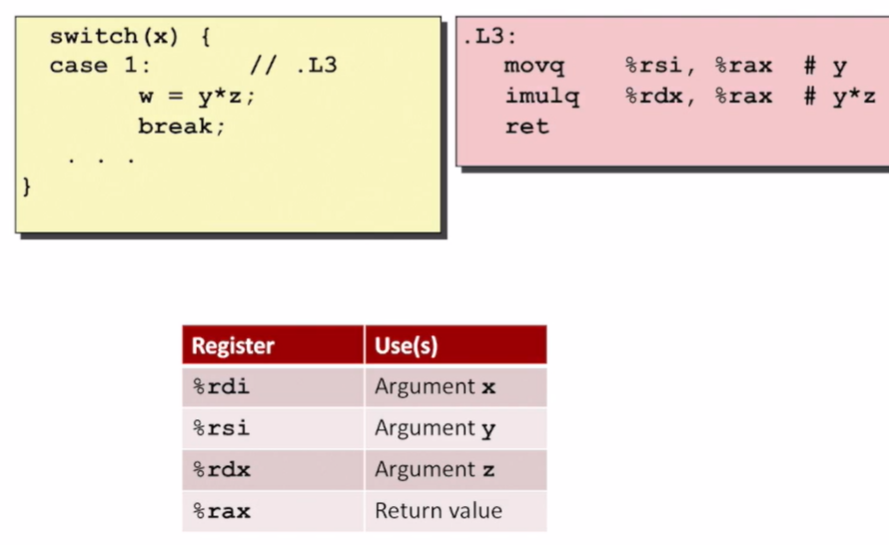 switch(x) {
case 1:      // .L3
w = y*z;
break;
. . .
}
.L3:
movq %rsi, %rax # y
imulq %rdx, %rax # y*z
ret
Register Use(s)
%rdi Argument x
%rsi Argument y
%rdx Argument z
%rax Return value